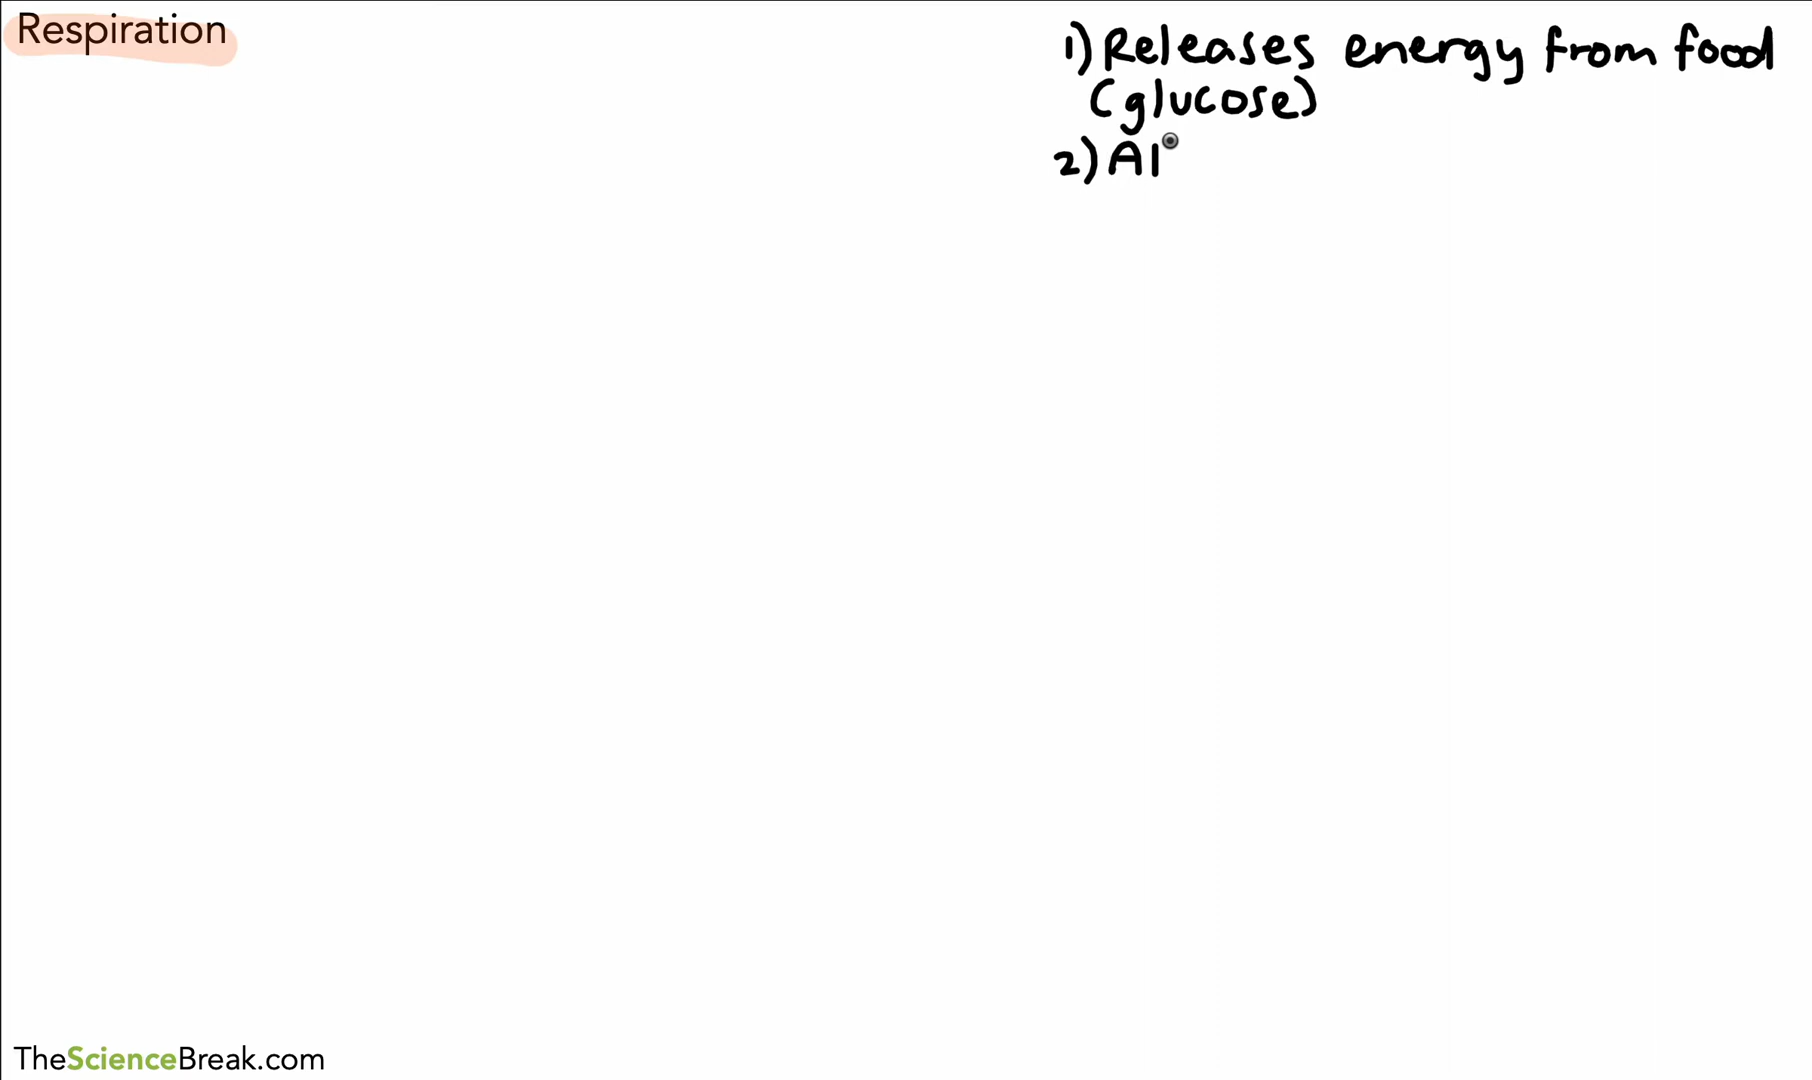 Respiration
1) Releases energy from food
(glucose)
2) Al
TheScienceBreak.com